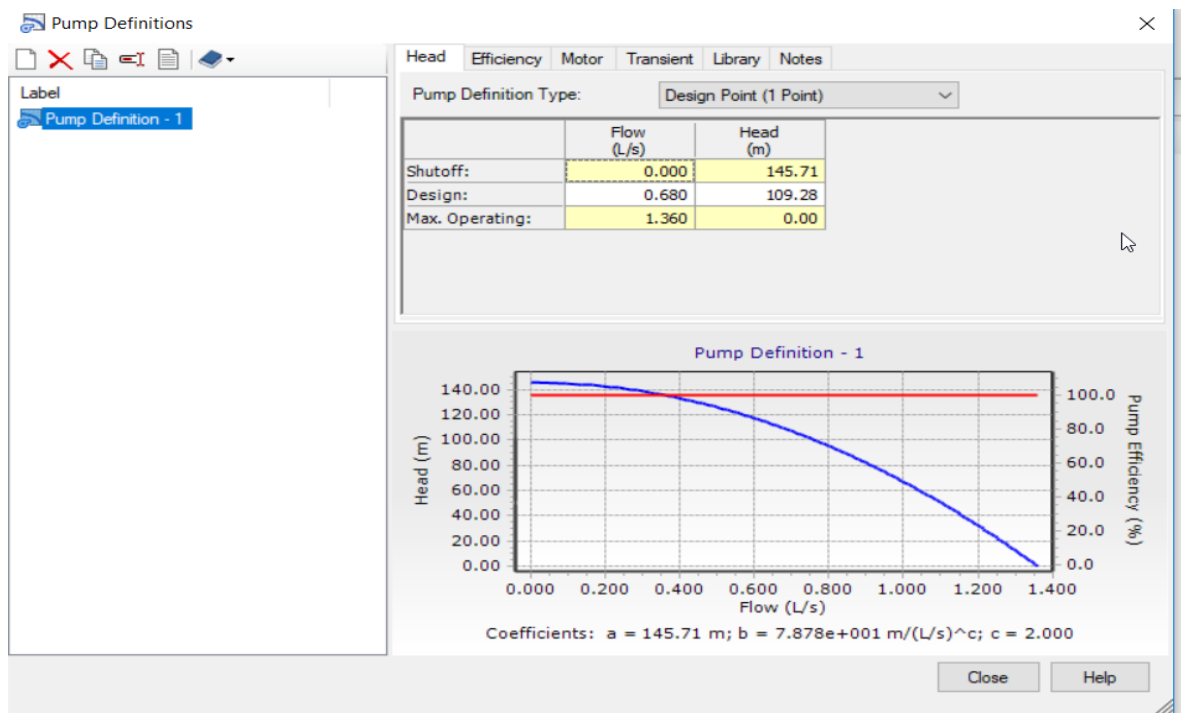 Pump Definitions
Label
Pump Definition - 1
Head Efficiency Motor Transient Library Notes
Pump Definition Type: Design Point (1 Point)
Flow (L/s) Head (m)
Shutoff: 0.000 145.71
Design: 0.680 109.28
Max. Operating: 1.360 0.00
Pump Definition - 1
Head (m)
140.00
120.00
100.00
80.00
60.00
40.00
20.00
0.00
100.0
80.0
60.0
40.0
20.0
0.0
Pump Efficiency (%)
0.000 0.200 0.400 0.600 0.800 1.000 1.200 1.400
Flow (L/s)
Coefficients: a = 145.71 m; b = 7.878e+001 m/(L/s)^c; c = 2.000
Close Help